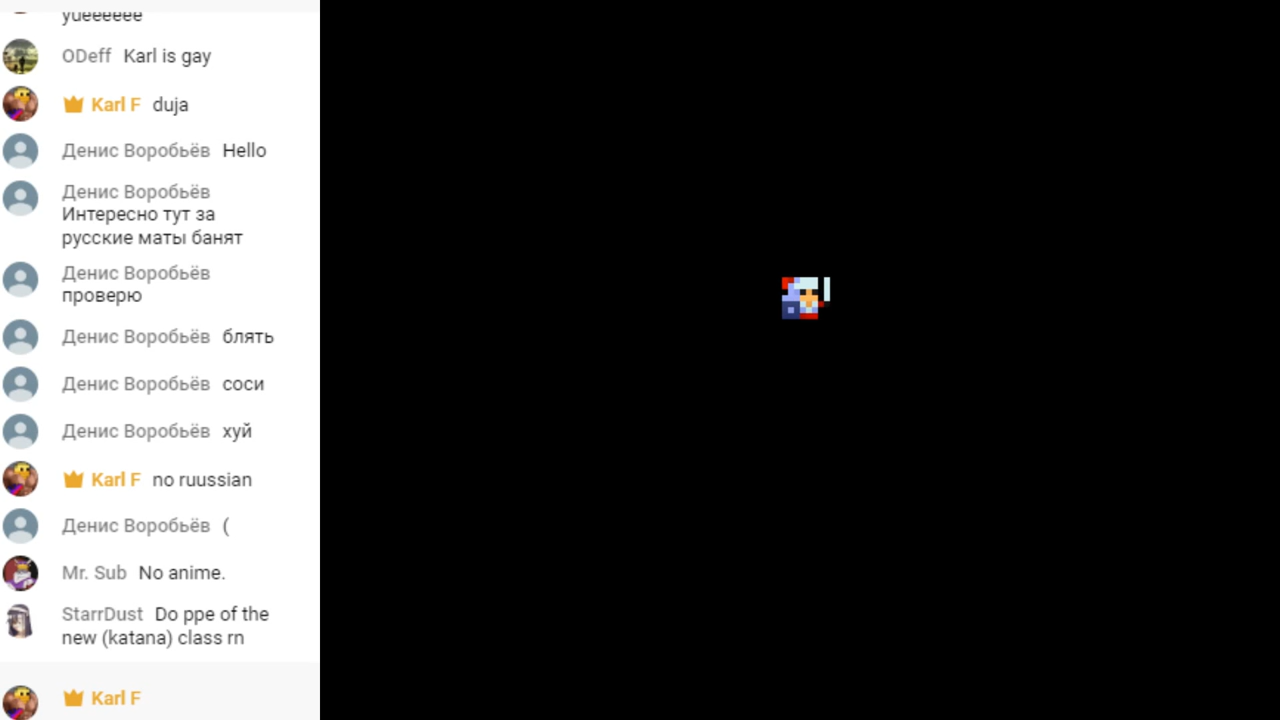 yueeeeee
ODeff Karl is gay
Karl F duja
Денис Воробьёв Hello
Денис Воробьёв
Интересно тут за
русские маты банят
Денис Воробьёв
проверю
Денис Воробьёв блять
Денис Воробьёв соси
Денис Воробьёв хуй
Karl F no ruussian
Денис Воробьёв (
Mr. Sub No anime.
StarrDust Do ppe of the
new (katana) class rn
Karl F